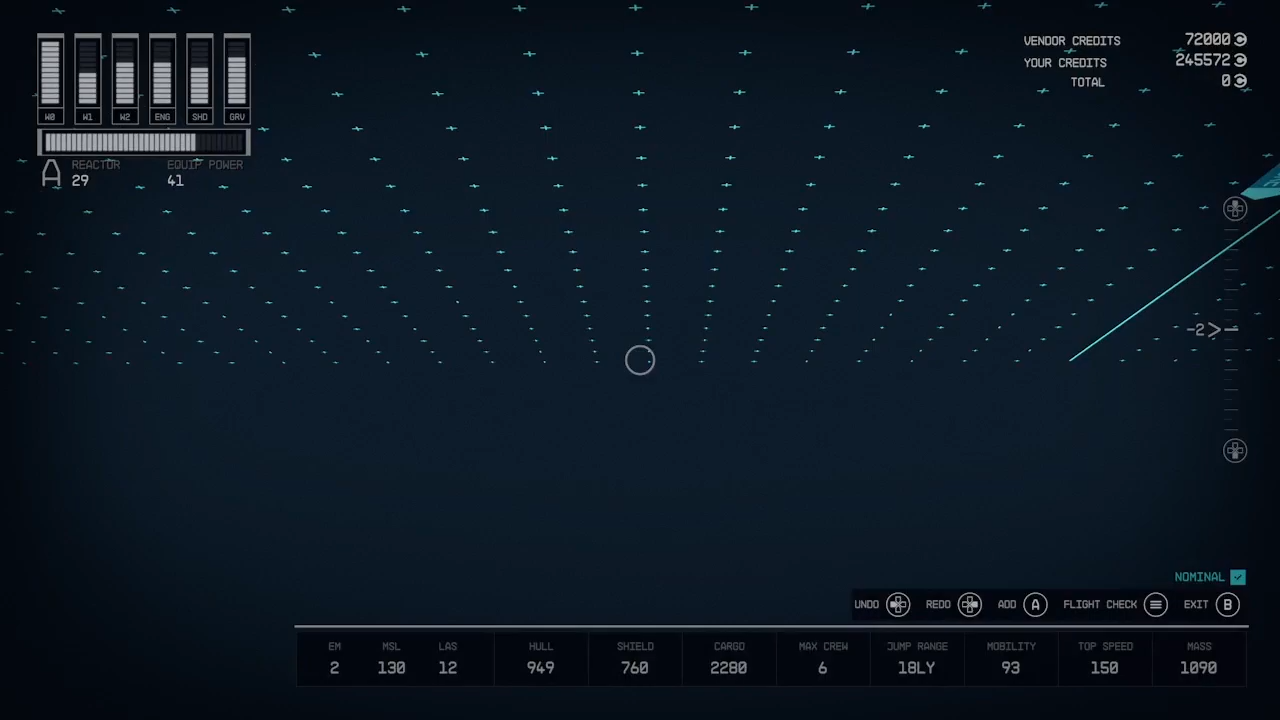 VENDOR CREDITS 72000
YOUR CREDITS 245572
TOTAL 0
W0 W1 W2 ENG SHD GRV
A REACTOR EQUIP POWER
29 41
-2
NOMINAL
UNDO REDO ADD A FLIGHT CHECK EXIT B
EM MSL LAS HULL SHIELD CARGO MAX CREW JUMP RANGE MOBILITY TOP SPEED MASS
2 130 12 949 760 2280 6 18LY 93 150 1090